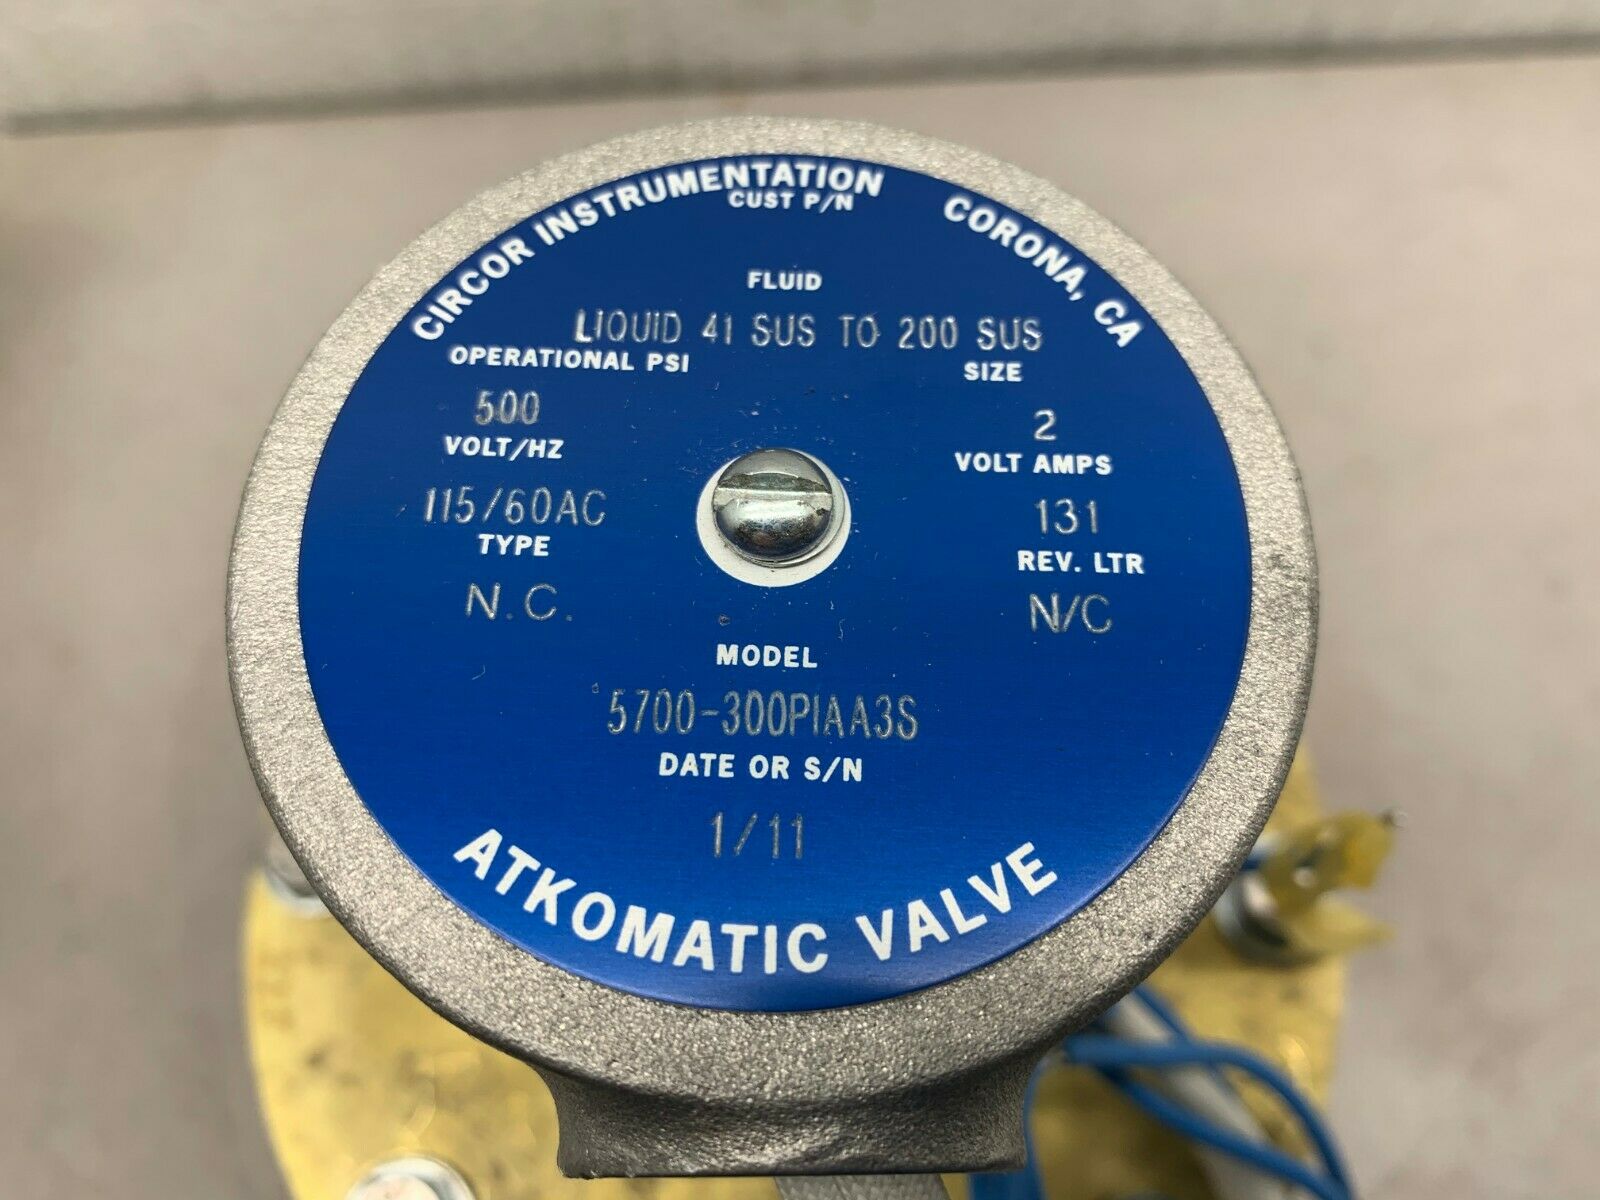 CIRCOR INSTRUMENTATION CORONA, CA
CUST P/N
FLUID
LIQUID 41 SUS TO 200 SUS
OPERATIONAL PSI SIZE
500 2
VOLT/HZ VOLT AMPS
115/60AC 131
TYPE REV. LTR
N.C. N/C
MODEL
5700-300PIAA3S
DATE OR S/N
1/11
ATKOMATIC VALVE